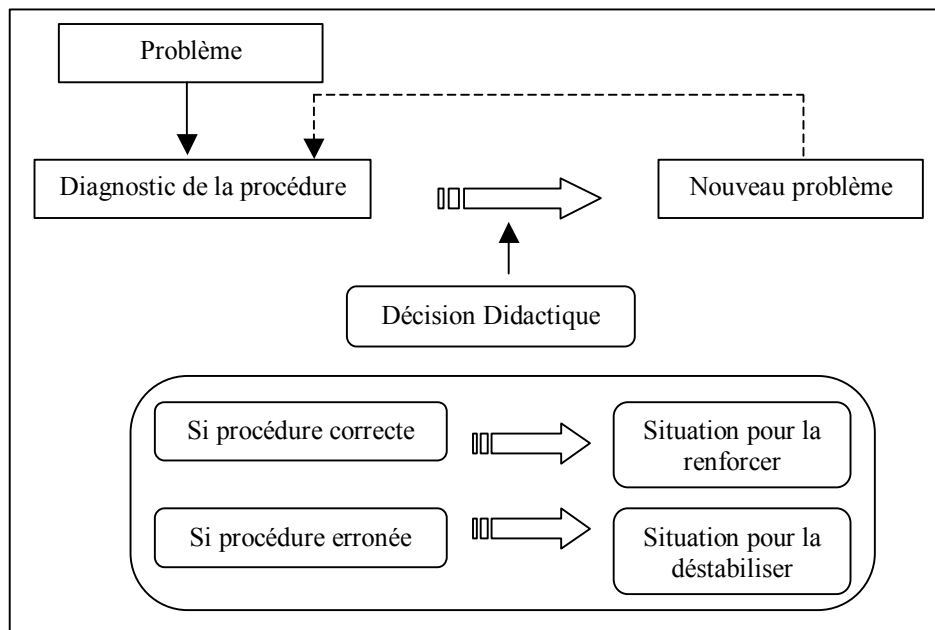 Problème
Diagnostic de la procédure
Nouveau problème
Décision Didactique
Si procédure correcte
Situation pour la
renforcer
Si procédure erronée
Situation pour la
déstabiliser